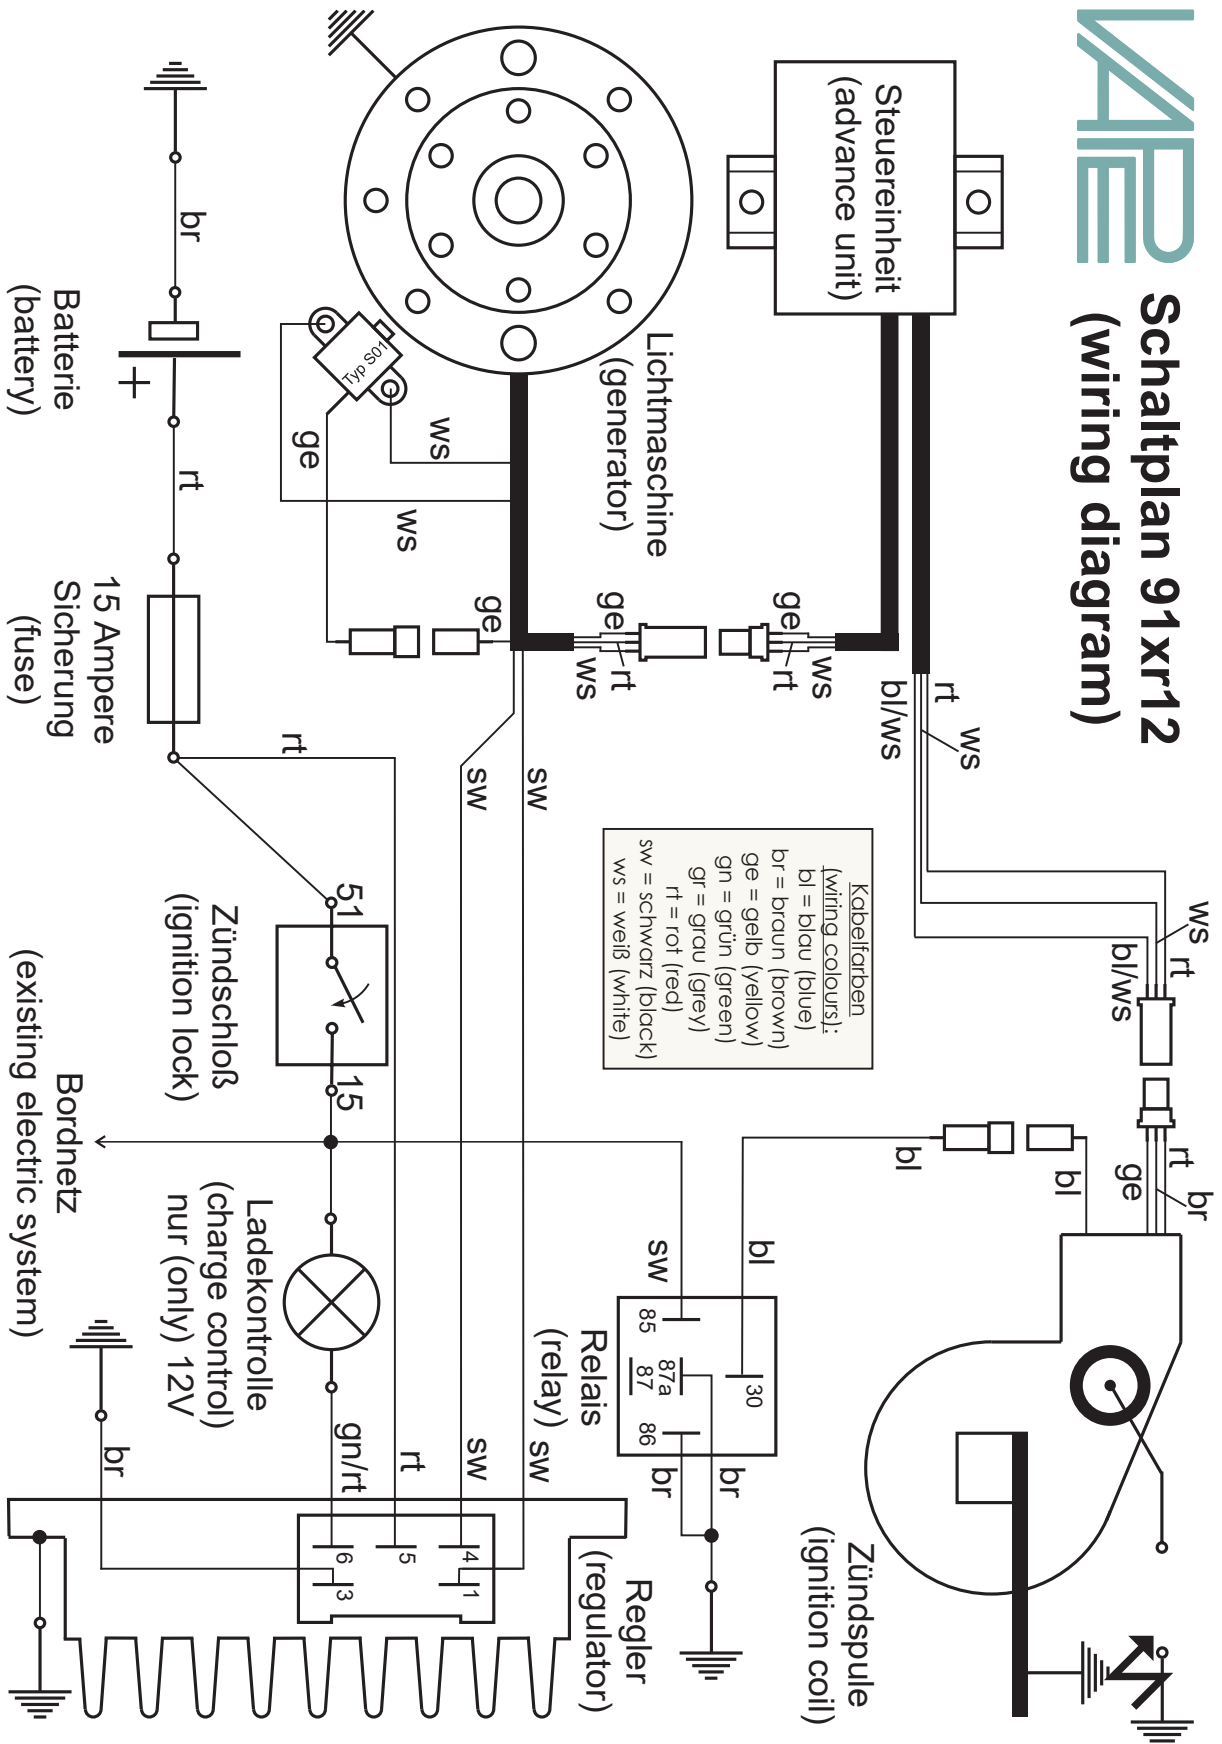 VAPE
Schaltplan 91xr12
(wiring diagram)
Steuereinheit
(advance unit)
rt
ws
bl/ws
ws
rt
bl/ws
rt
br
ge
Zündspule
(ignition coil)
ge
rt
ws
ge
rt
ws
bl
bl
bl
Lichtmaschine
(generator)
Typ S01
ws
ws
ge
ge
sw
sw
Kabelfarben
(wiring colours):
bl = blau (blue)
br = braun (brown)
ge = gelb (yellow)
gn = grün (green)
gr = grau (grey)
rt = rot (red)
sw = schwarz (black)
ws = weiß (white)
sw
30
85
87a
87
86
Relais
(relay)
br
br
br
Batterie
(battery)
+
rt
15 Ampere
Sicherung
(fuse)
rt
51
15
Zündschloß
(ignition lock)
Bordnetz
(existing electric system)
Ladekontrolle
(charge control)
nur (only) 12V
sw
sw
rt
gn/rt
br
4
1
5
6
3
Regler
(regulator)